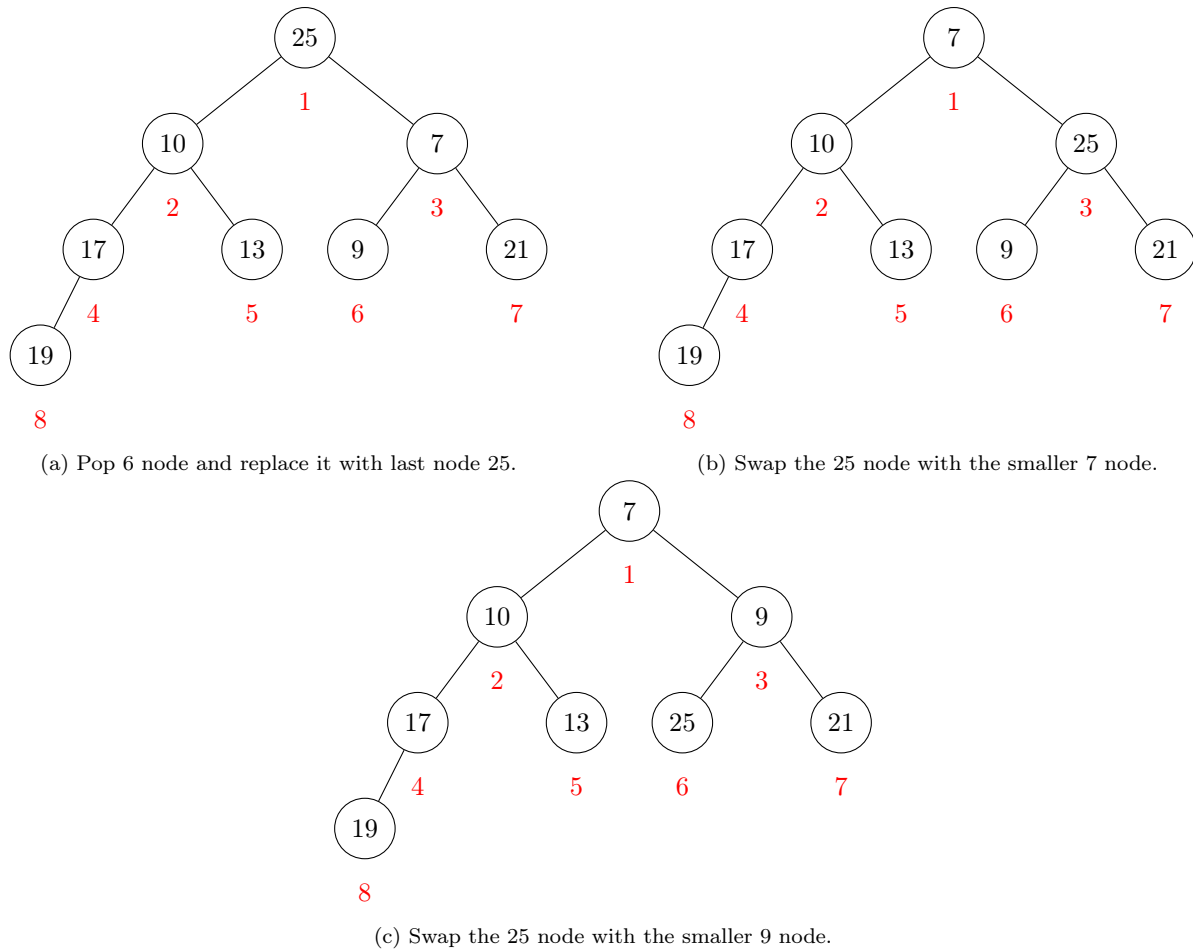 25 7
1 1
10 7 10 25
2 3 2 3
17 13 9 21 17 13 9 21
4 5 6 7 4 5 6 7
19 19
8 8
(a) Pop 6 node and replace it with last node 25. (b) Swap the 25 node with the smaller 7 node.
7
1
10 9
2 3
17 13 25 21
4 5 6 7
19
8
(c) Swap the 25 node with the smaller 9 node.